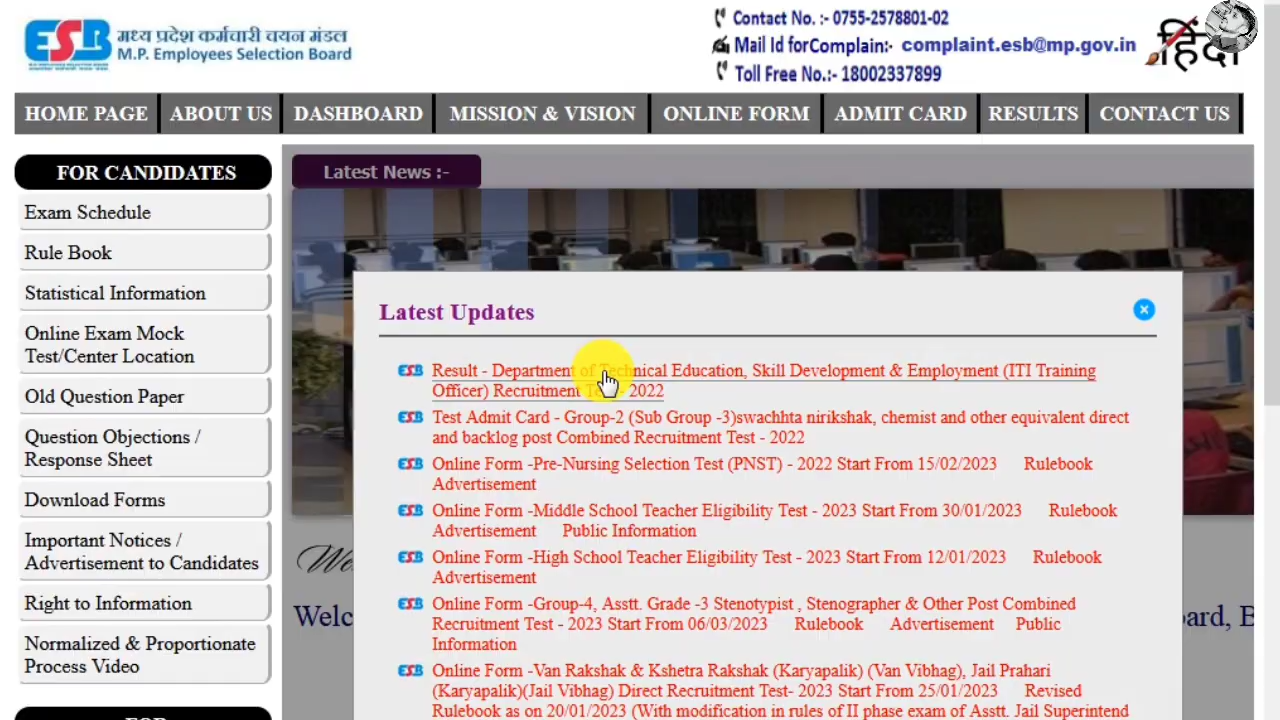 ESB मध्य प्रदेश कर्मचारी चयन मंडल
M.P. Employees Selection Board
Contact No. :- 0755-2578801-02
Mail Id forComplain:- complaint.esb@mp.gov.in
Toll Free No.:- 18002337899
हिंदी
HOME PAGE ABOUT US DASHBOARD MISSION & VISION ONLINE FORM ADMIT CARD RESULTS CONTACT US
FOR CANDIDATES
Exam Schedule
Rule Book
Statistical Information
Online Exam Mock
Test/Center Location
Old Question Paper
Question Objections /
Response Sheet
Download Forms
Important Notices /
Advertisement to Candidates
Right to Information
Normalized & Proportionate
Process Video
FOR
Latest News :-
Latest Updates
ESB Result - Department of Technical Education, Skill Development & Employment (ITI Training
Officer) Recruitment Test - 2022
ESB Test Admit Card - Group-2 (Sub Group -3)swachhta nirikshak, chemist and other equivalent direct
and backlog post Combined Recruitment Test - 2022
ESB Online Form -Pre-Nursing Selection Test (PNST) - 2022 Start From 15/02/2023 Rulebook
Advertisement
ESB Online Form -Middle School Teacher Eligibility Test - 2023 Start From 30/01/2023 Rulebook
Advertisement Public Information
ESB Online Form -High School Teacher Eligibility Test - 2023 Start From 12/01/2023 Rulebook
Advertisement
ESB Online Form -Group-4, Asstt. Grade -3 Stenotypist , Stenographer & Other Post Combined
Recruitment Test - 2023 Start From 06/03/2023 Rulebook Advertisement Public
Information
ESB Online Form -Van Rakshak & Kshetra Rakshak (Karyapalik) (Van Vibhag), Jail Prahari
(Karyapalik)(Jail Vibhag) Direct Recruitment Test- 2023 Start From 25/01/2023 Revised
Rulebook as on 20/01/2023 (With modification in rules of II phase exam of Asstt. Jail Superintend